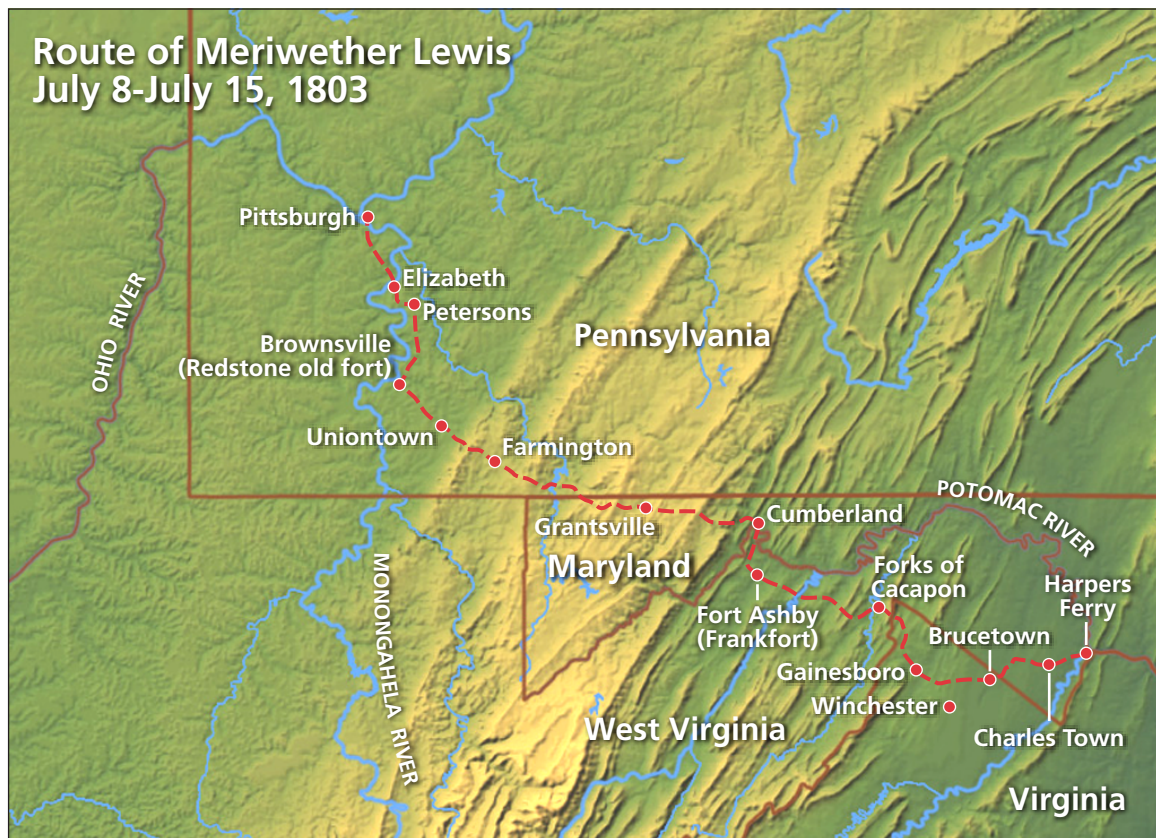 Route of Meriwether Lewis
July 8-July 15, 1803
Pittsburgh
Elizabeth
Petersons
OHIO RIVER
Pennsylvania
Brownsville
(Redstone old fort)
Uniontown
Farmington
POTOMAC RIVER
Grantsville
Cumberland
Maryland
MONONGAHELA RIVER
Forks of
Cacapon
Harpers
Ferry
Fort Ashby
(Frankfort)
Brucetown
Gainesboro
Winchester
West Virginia
Charles Town
Virginia